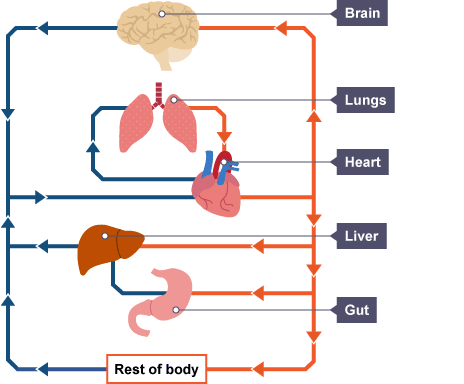 Brain
Lungs
Heart
Liver
Gut
Rest of body